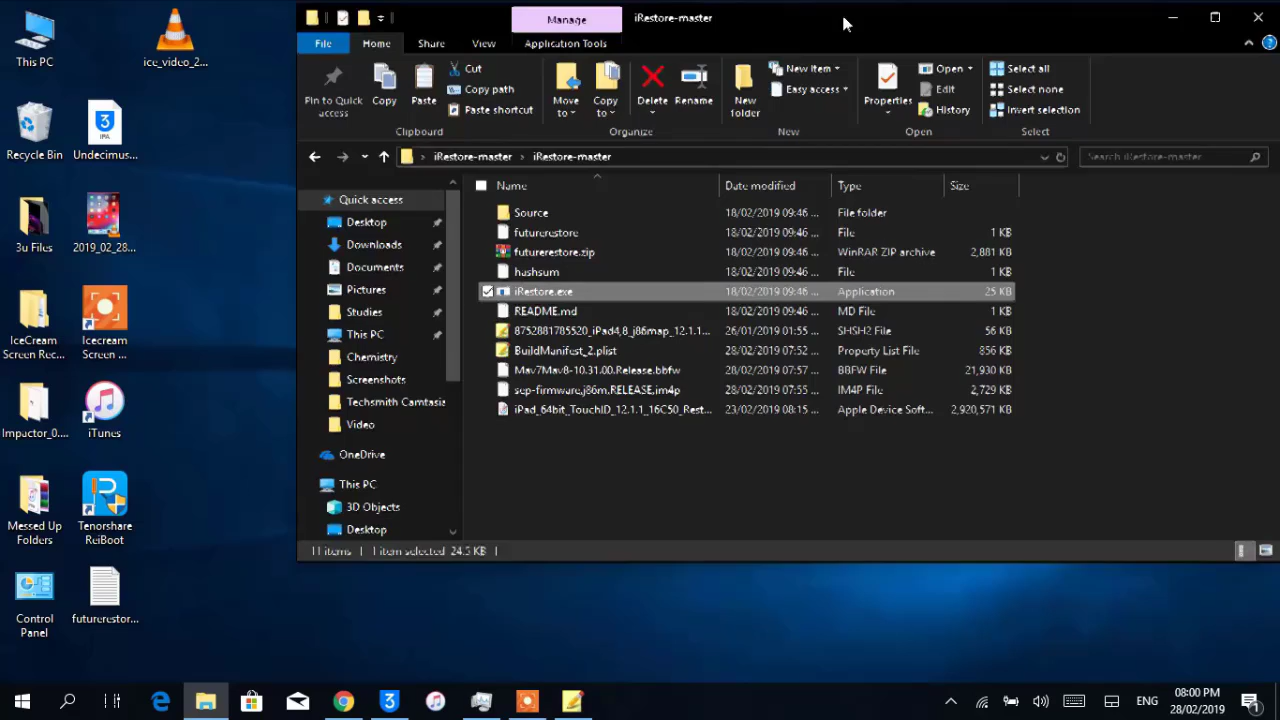 Manage
iRestore-master
File
Home
Share
View
Application Tools
Pin to Quick access
Copy
Paste
Cut
Copy path
Paste shortcut
Clipboard
Move to
Copy to
Delete
Rename
Organize
New folder
New item
Easy access
New
Properties
Open
Edit
History
Open
Select all
Select none
Invert selection
Select
iRestore-master › iRestore-master
Search iRestore-master
Name Date modified Type Size
Source 18/02/2019 09:46 ... File folder
futurerestore 18/02/2019 09:46 ... File 1 KB
futurerestore.zip 18/02/2019 09:46 ... WinRAR ZIP archive 2,881 KB
hashsum 18/02/2019 09:46 ... File 1 KB
iRestore.exe 18/02/2019 09:46 ... Application 25 KB
README.md 18/02/2019 09:46 ... MD File 1 KB
8752881785520_iPad4,8_j86map_12.1.1... 26/01/2019 01:55 ... SHSH2 File 56 KB
BuildManifest_2.plist 28/02/2019 07:52 ... Property List File 856 KB
Mav7Mav8-10.31.00.Release.bbfw 28/02/2019 07:57 ... BBFW File 21,930 KB
sep-firmware.j86m.RELEASE.im4p 28/02/2019 07:55 ... IM4P File 2,729 KB
iPad_64bit_TouchID_12.1.1_16C50_Rest... 23/02/2019 08:15 ... Apple Device Soft... 2,920,571 KB
Quick access
Desktop
Downloads
Documents
Pictures
Studies
This PC
Chemistry
Screenshots
Techsmith Camtasia
Video
OneDrive
This PC
3D Objects
Desktop
11 items 1 item selected 24.5 KB
This PC
ice_video_2...
Recycle Bin
3
IPA
Undecimus...
3u Files
2019_02_28...
IceCream Screen Rec...
Icecream Screen ...
Impactor_0....
iTunes
Messed Up Folders
Tenorshare ReiBoot
Control Panel
futurerestor...
3
ENG
08:00 PM
28/02/2019
1